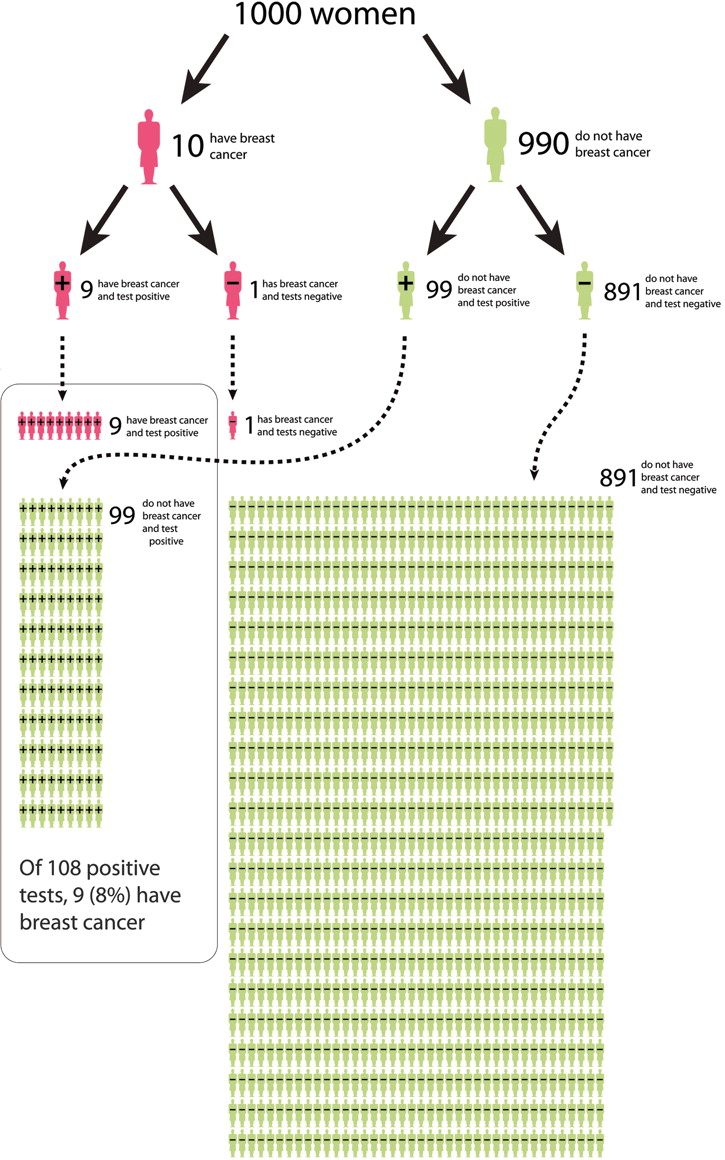 1000 women
10 have breast
cancer
990 do not have
breast cancer
9 have breast cancer
and test positive
1 has breast cancer
and tests negative
99 do not have
breast cancer
and test positive
891 do not have
breast cancer
and test negative
9 have breast cancer
and test positive
1 has breast cancer
and tests negative
891 do not have
breast cancer
and test negative
99 do not have
breast cancer
and test
positive
Of 108 positive
tests, 9 (8%) have
breast cancer